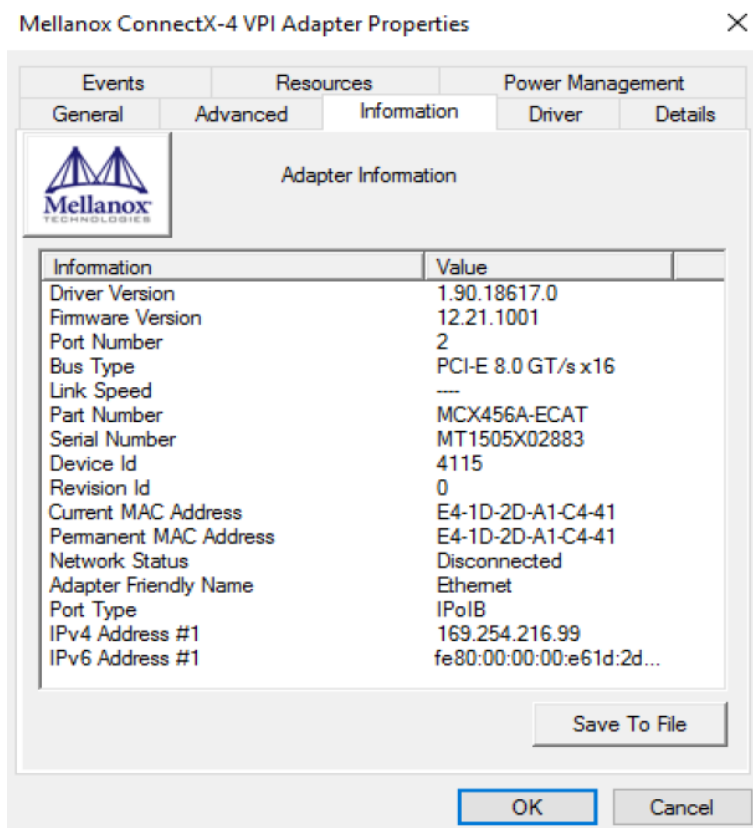 Mellanox ConnectX-4 VPI Adapter Properties
Events Resources Power Management
General Advanced Information Driver Details
Mellanox
TECHNOLOGIES
Adapter Information
Information Value
Driver Version 1.90.18617.0
Firmware Version 12.21.1001
Port Number 2
Bus Type PCI-E 8.0 GT/s x16
Link Speed ----
Part Number MCX456A-ECAT
Serial Number MT1505X02883
Device Id 4115
Revision Id 0
Current MAC Address E4-1D-2D-A1-C4-41
Permanent MAC Address E4-1D-2D-A1-C4-41
Network Status Disconnected
Adapter Friendly Name Ethernet
Port Type IPoIB
IPv4 Address #1 169.254.216.99
IPv6 Address #1 fe80:00:00:00:e61d:2d...
Save To File
OK Cancel